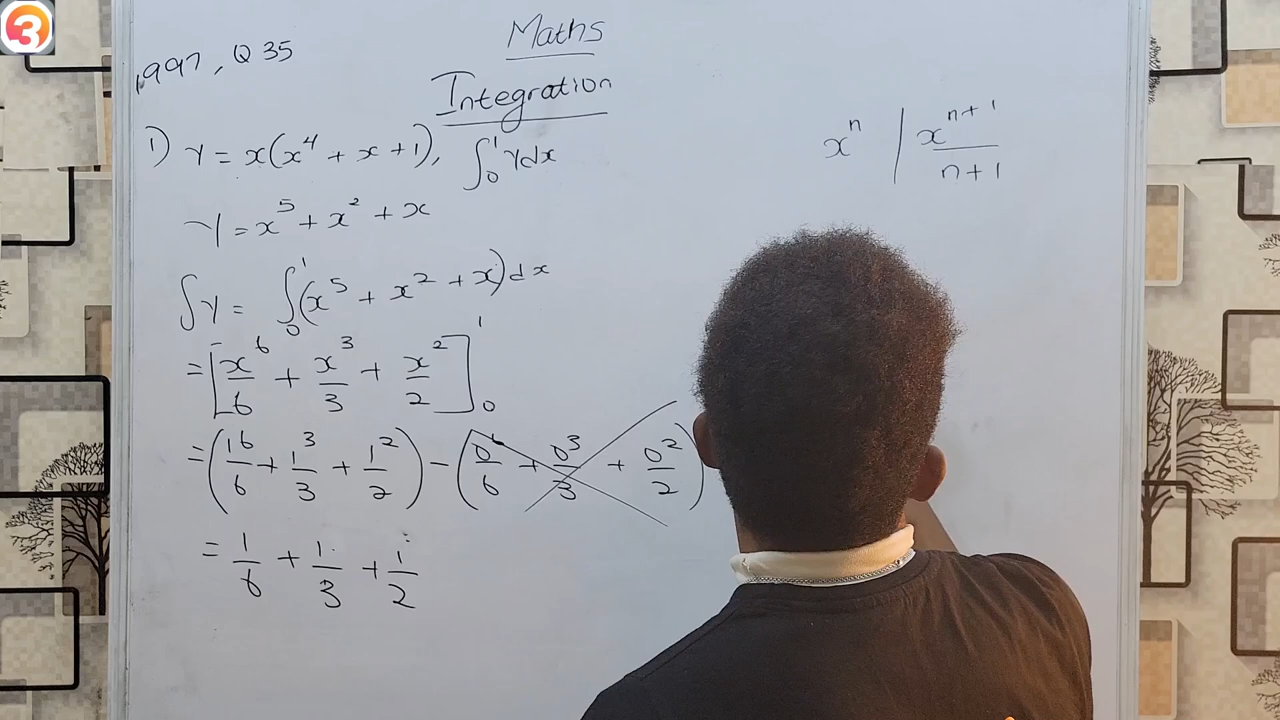 3
1997, Q 35
Maths
Integration
1) y = x(x⁴ + x + 1), ∫₀¹ ydx
xⁿ | xⁿ⁺¹/n+1
y = x⁵ + x² + x
∫y = ∫₀¹ (x⁵ + x² + x)dx
= [x⁶/6 + x³/3 + x²/2]₀¹
= (1⁶/6 + 1³/3 + 1²/2) − (0⁶/6 + 0³/3 + 0²/2)
= 1/6 + 1/3 + 1/2